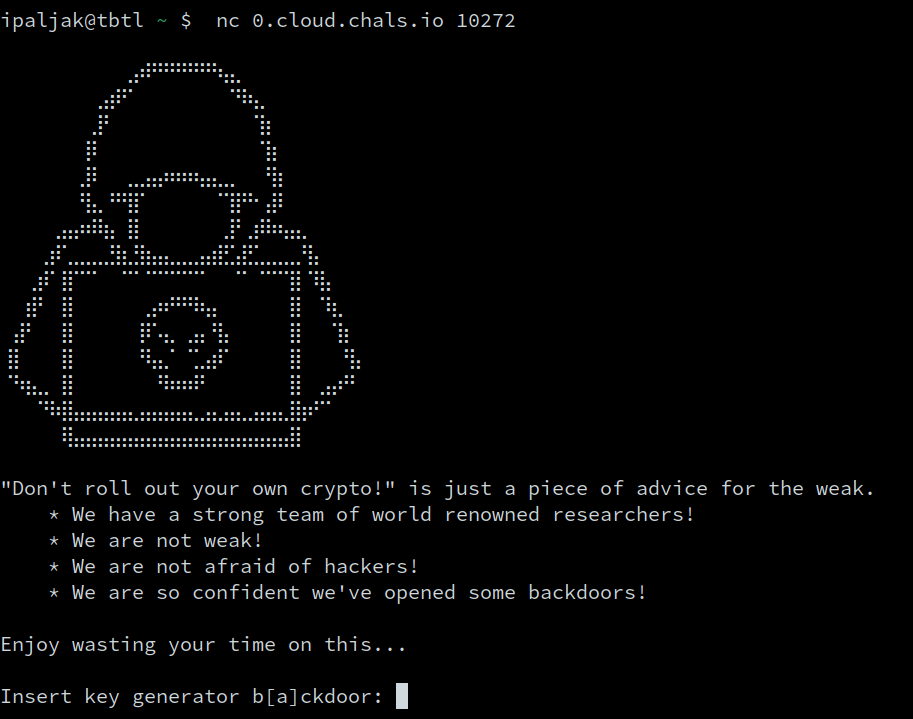 ipaljak@tbtl ~ $  nc 0.cloud.chals.io 10272
"Don't roll out your own crypto!" is just a piece of advice for the weak.
* We have a strong team of world renowned researchers!
* We are not weak!
* We are not afraid of hackers!
* We are so confident we've opened some backdoors!
Enjoy wasting your time on this...
Insert key generator b[a]ckdoor: